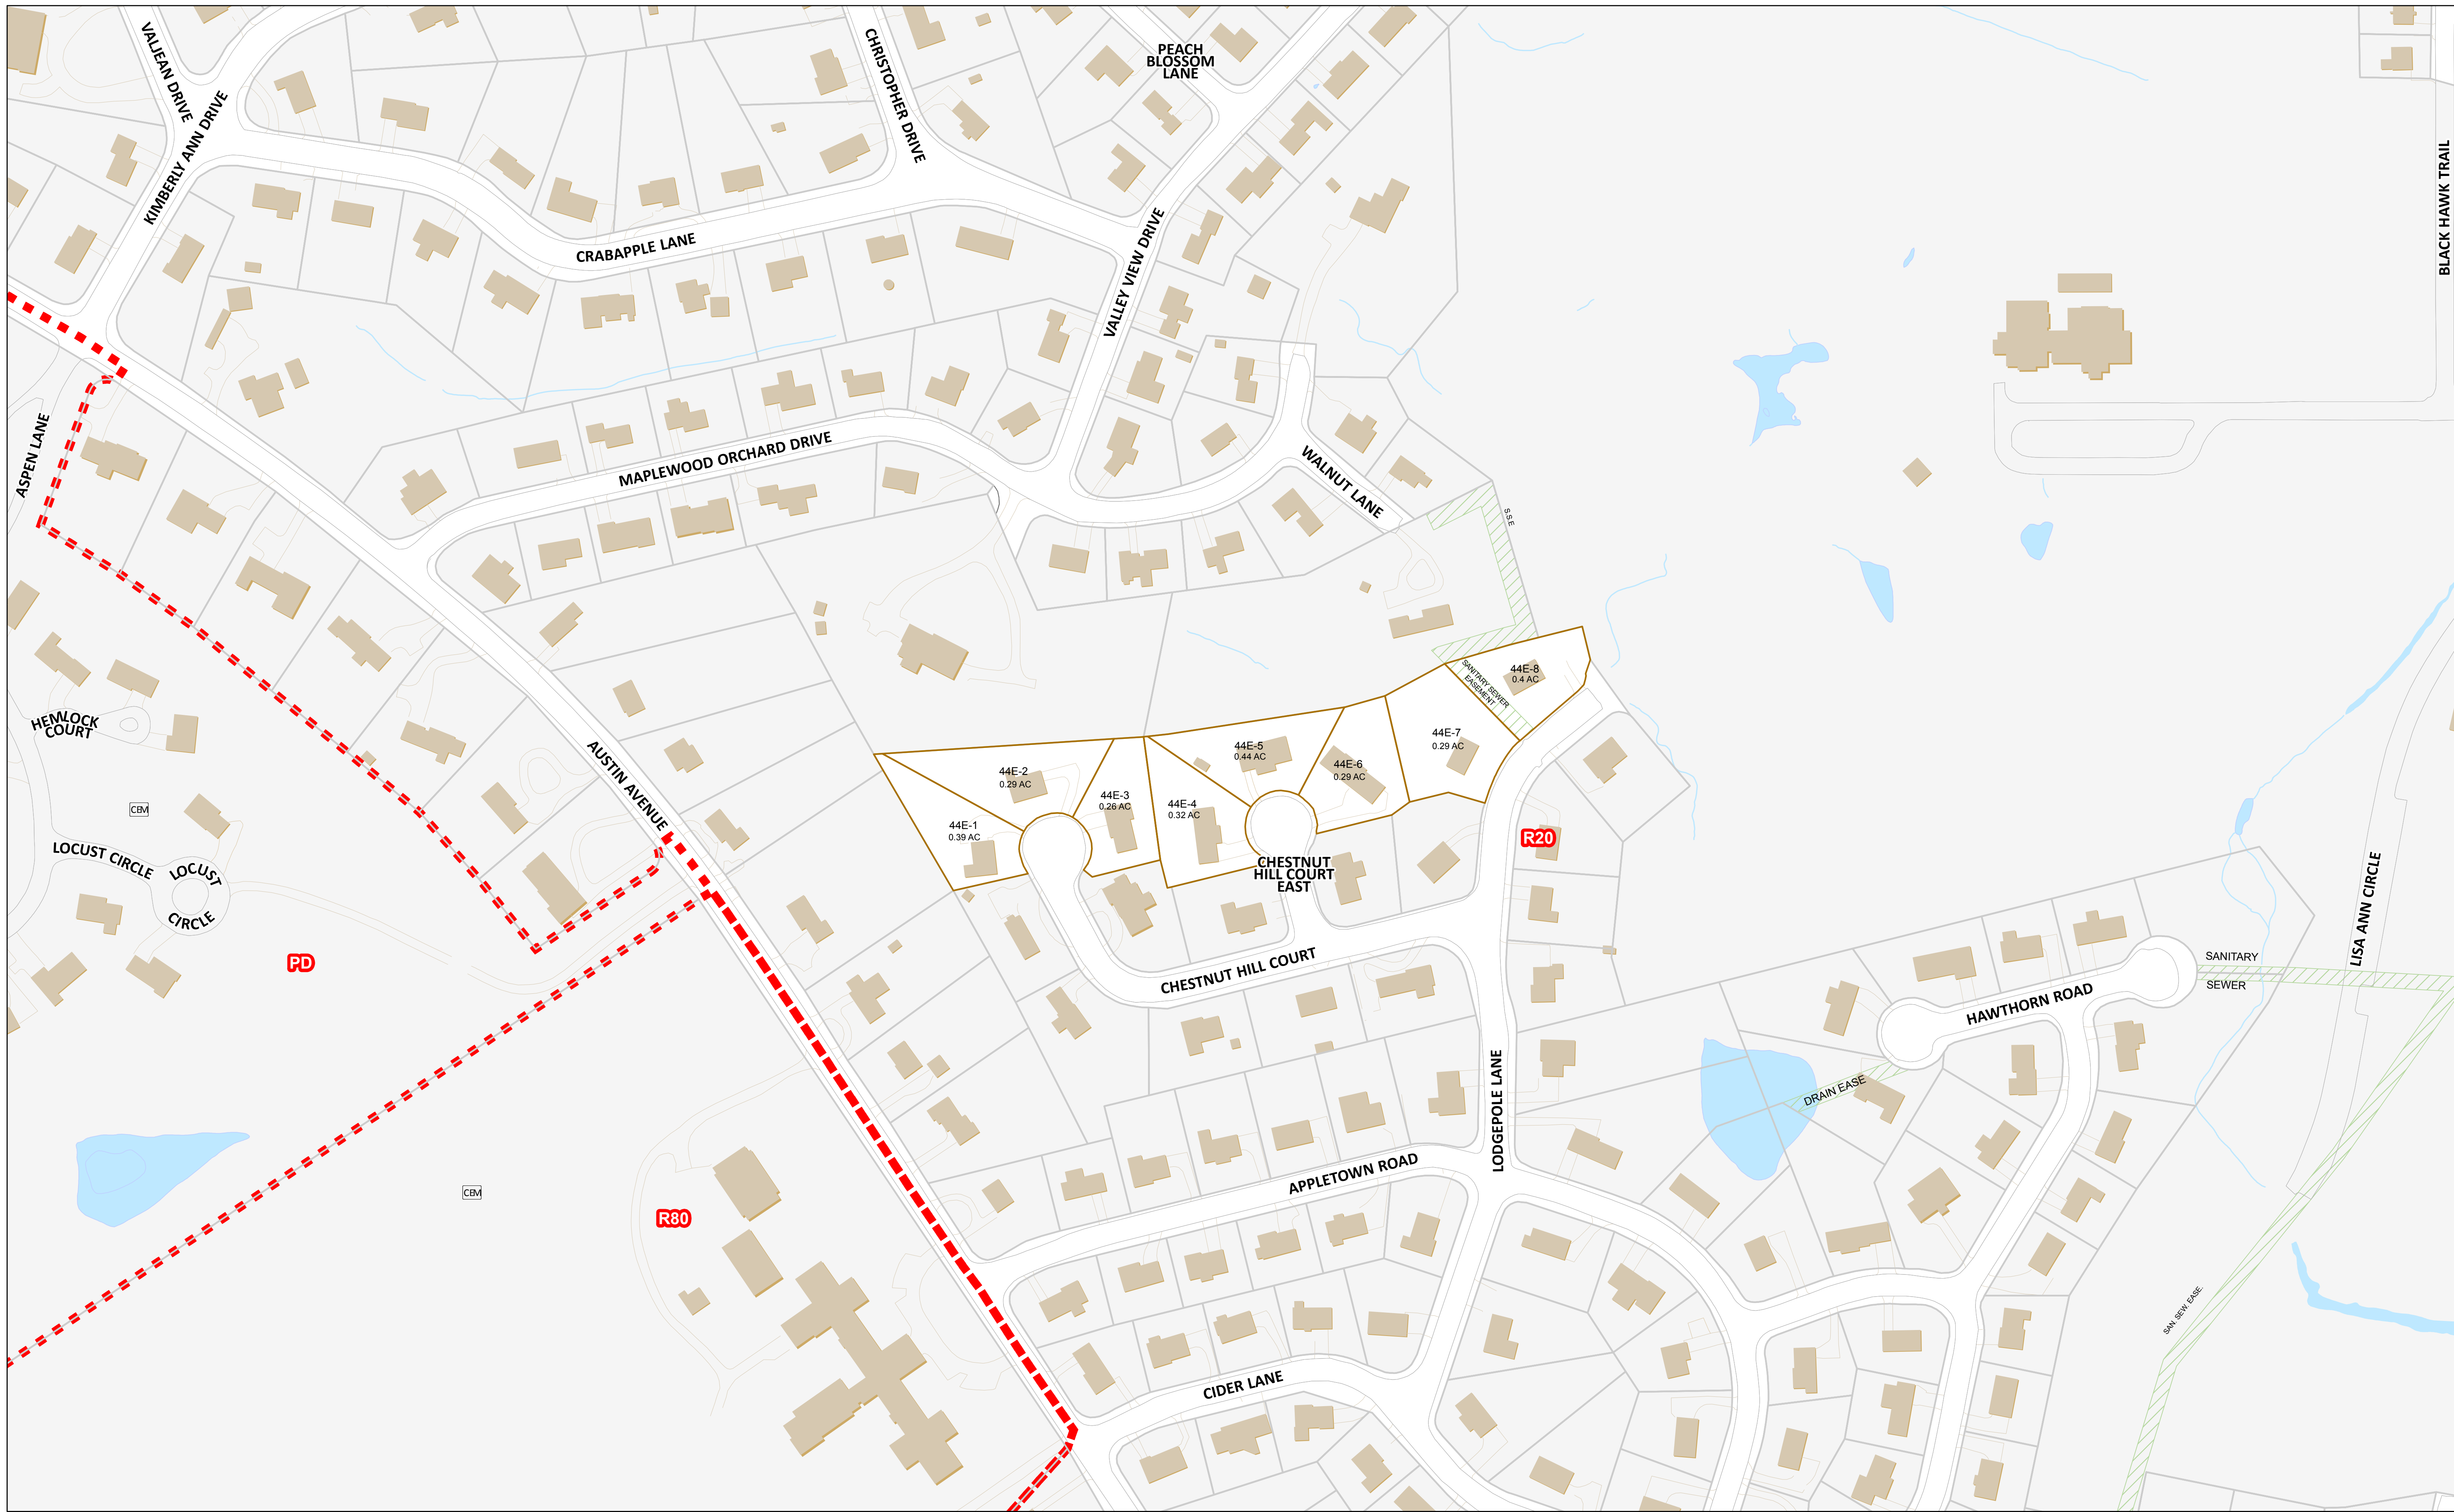 VALJEAN DRIVE
KIMBERLY ANN DRIVE
CHRISTOPHER DRIVE
PEACH
BLOSSOM
LANE
BLACK HAWK TRAIL
CRABAPPLE LANE
VALLEY VIEW DRIVE
ASPEN LANE
MAPLEWOOD ORCHARD DRIVE
WALNUT LANE
S.S.E
HEMLOCK
COURT
AUSTIN AVENUE
44E-8
0.4 AC
SANITARY SEWER
EASEMENT
44E-7
0.29 AC
44E-5
0.44 AC
44E-6
0.29 AC
44E-2
0.29 AC
44E-3
0.26 AC
44E-4
0.32 AC
44E-1
0.39 AC
CEM
R20
LOCUST CIRCLE
LOCUST
CIRCLE
CHESTNUT
HILL COURT
EAST
LISA ANN CIRCLE
PD
CHESTNUT HILL COURT
SANITARY
SEWER
HAWTHORN ROAD
DRAIN EASE
LODGEPOLE LANE
APPLETOWN ROAD
CEM
R80
SAN. SEW. EASE.
CIDER LANE